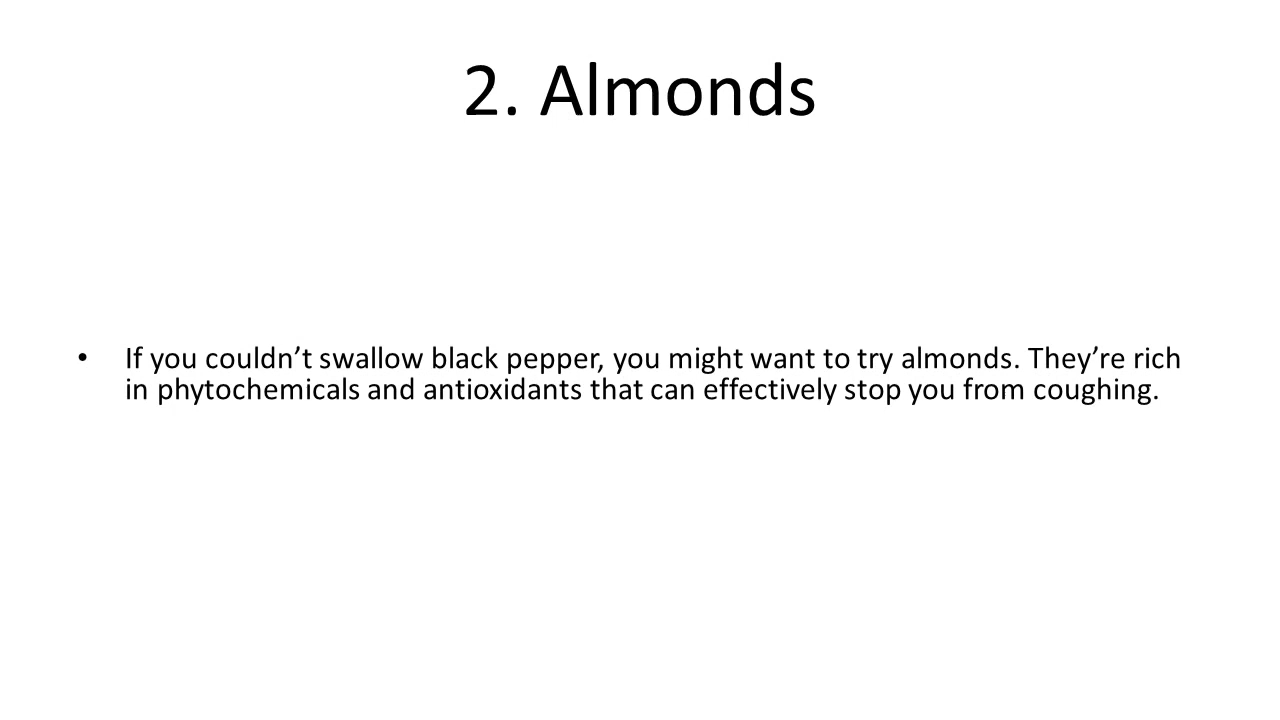 2. Almonds
• If you couldn’t swallow black pepper, you might want to try almonds. They’re rich
in phytochemicals and antioxidants that can effectively stop you from coughing.